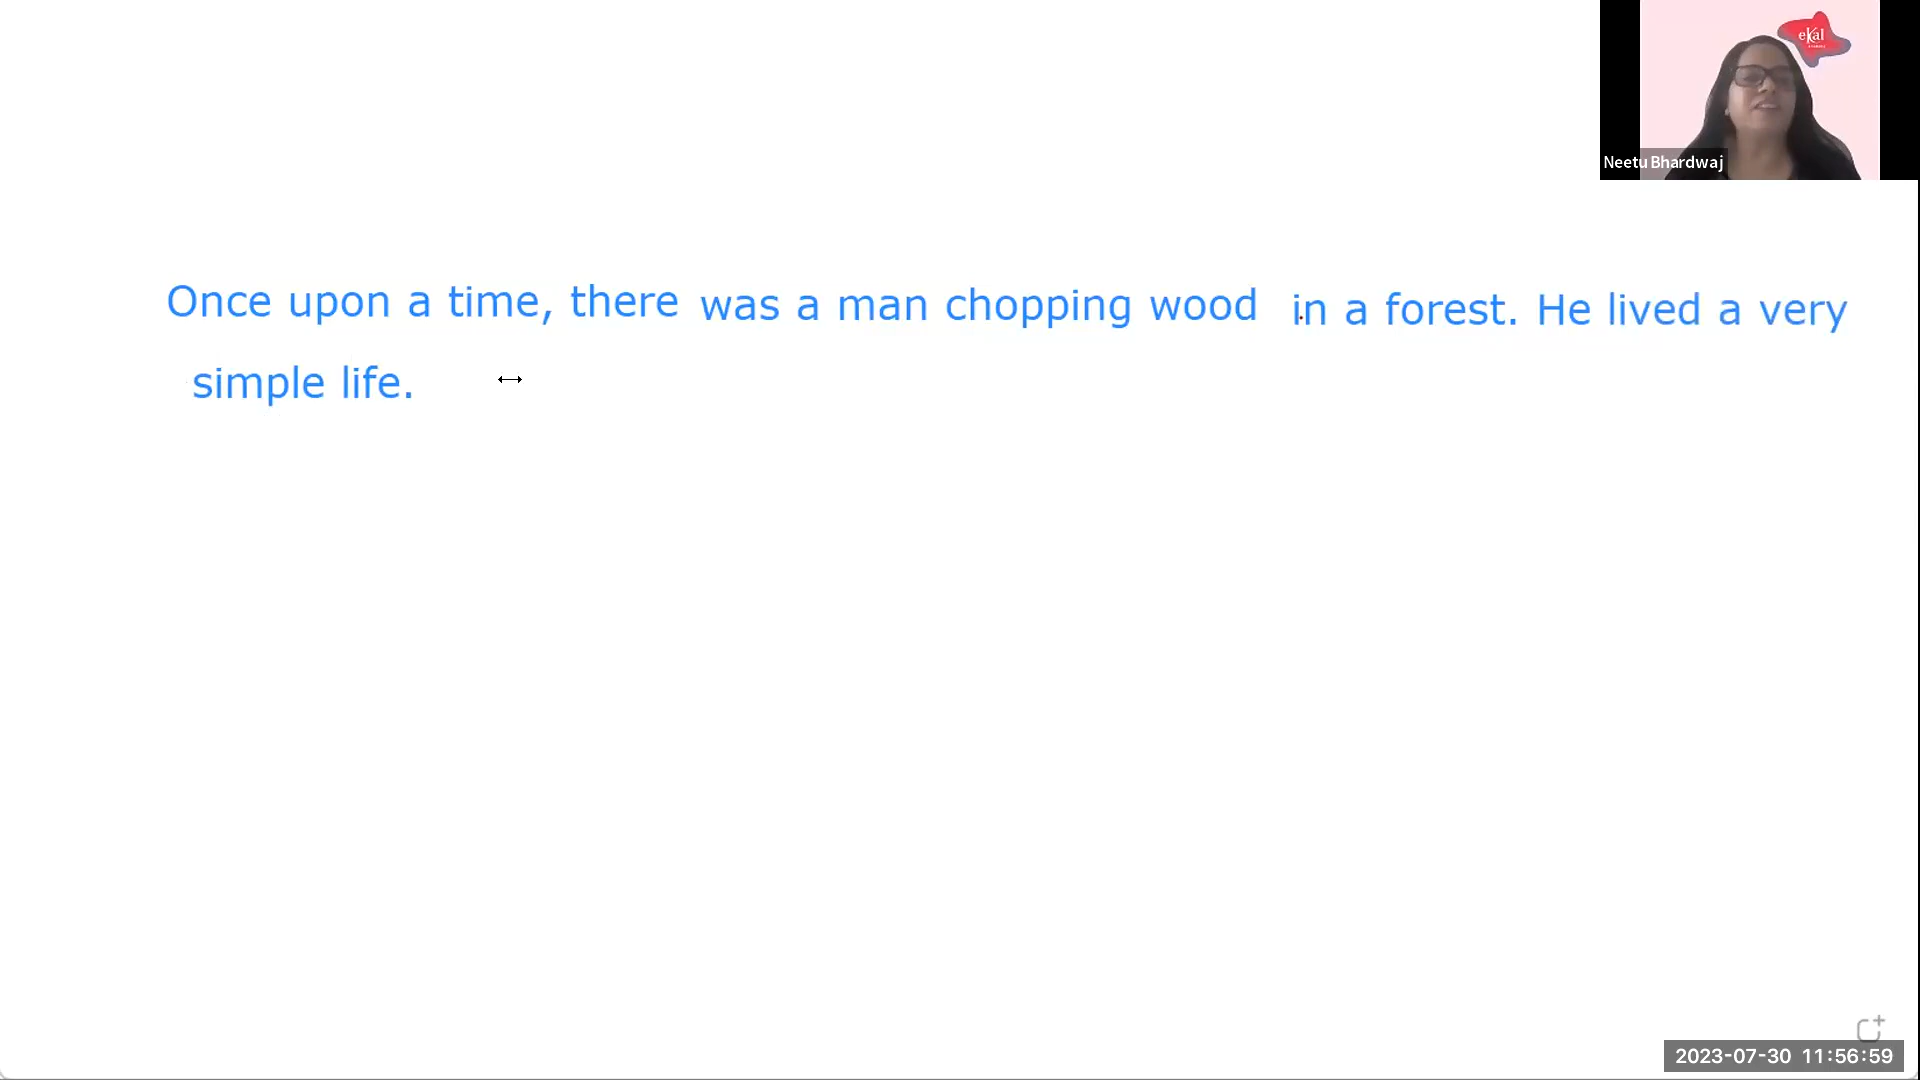 eKal
Neetu Bhardwaj
Once upon a time, there was a man chopping wood in a forest. He lived a very
simple life.
2023-07-30 11:56:59